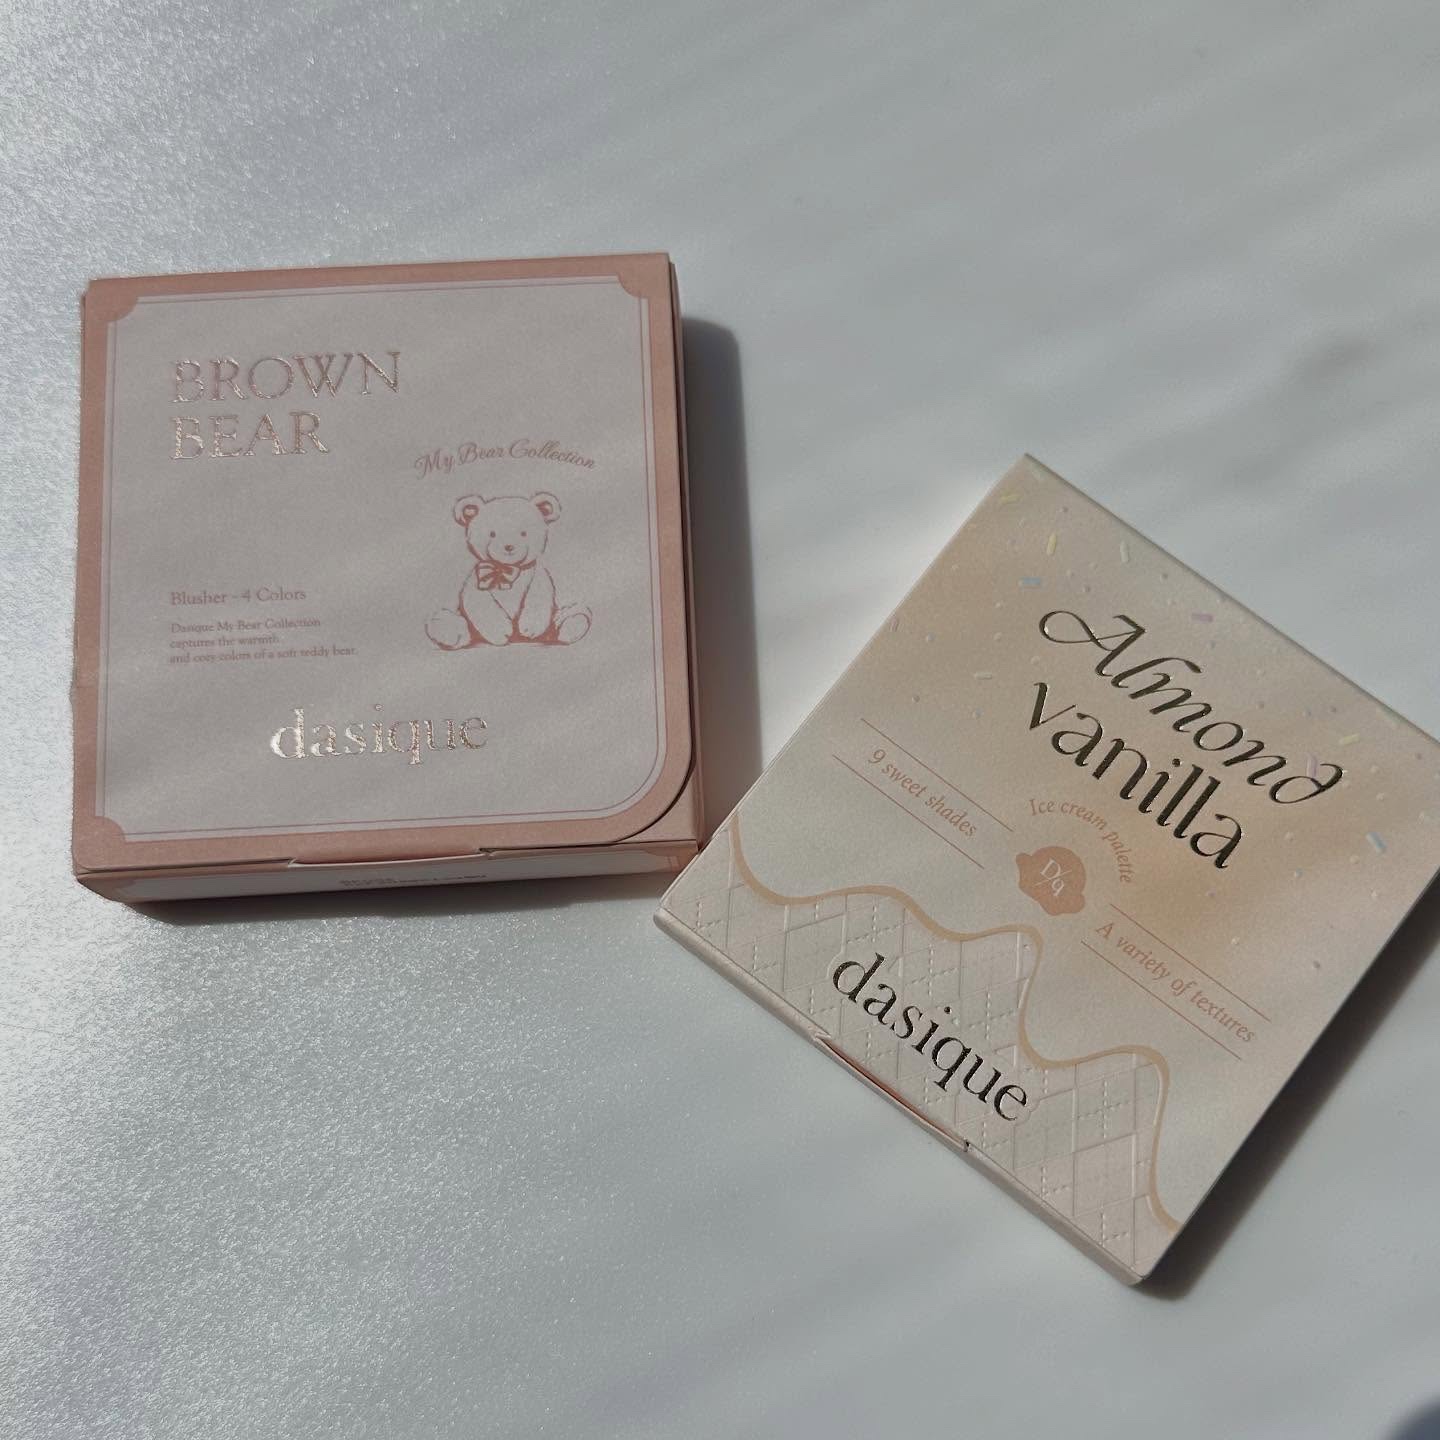 BROWN
BEAR
My Bear Collection
Blusher - 4 Colors
Dasique My Bear Collection
captures the warmth
and cozy colors of a soft teddy bear.
dasique
Almond
vanilla
9 sweet shades
Ice cream palette
D/q
A variety of textures
dasique